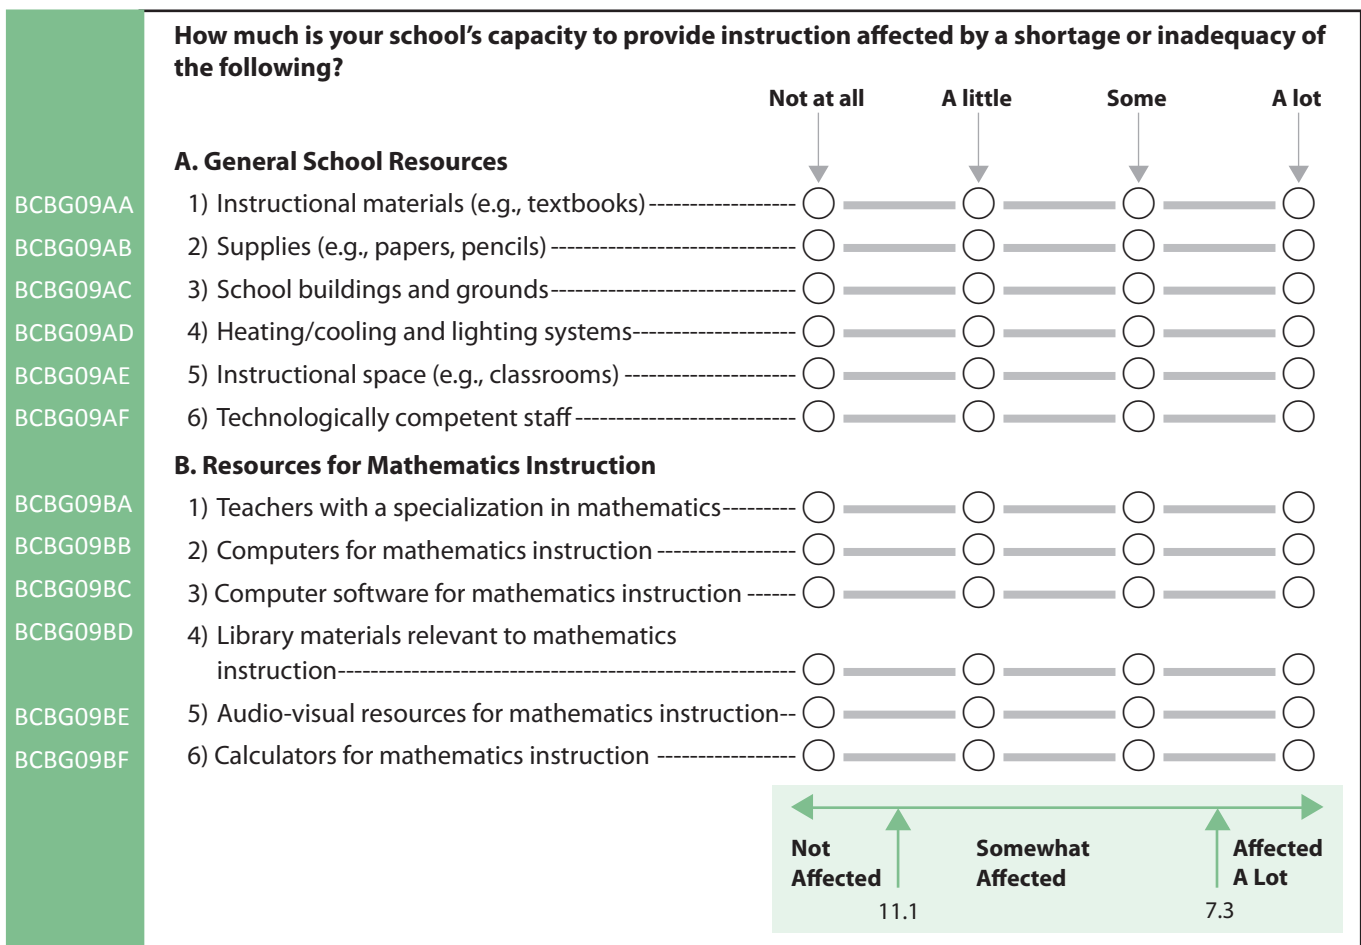 How much is your school’s capacity to provide instruction affected by a shortage or inadequacy of
the following?
Not at all A little Some A lot
A. General School Resources
BCBG09AA 1) Instructional materials (e.g., textbooks)
BCBG09AB 2) Supplies (e.g., papers, pencils)
BCBG09AC 3) School buildings and grounds
BCBG09AD 4) Heating/cooling and lighting systems
BCBG09AE 5) Instructional space (e.g., classrooms)
BCBG09AF 6) Technologically competent staff
B. Resources for Mathematics Instruction
BCBG09BA 1) Teachers with a specialization in mathematics
BCBG09BB 2) Computers for mathematics instruction
BCBG09BC 3) Computer software for mathematics instruction
BCBG09BD 4) Library materials relevant to mathematics
instruction
BCBG09BE 5) Audio-visual resources for mathematics instruction
BCBG09BF 6) Calculators for mathematics instruction
Not Somewhat Affected
Affected Affected A Lot
11.1 7.3